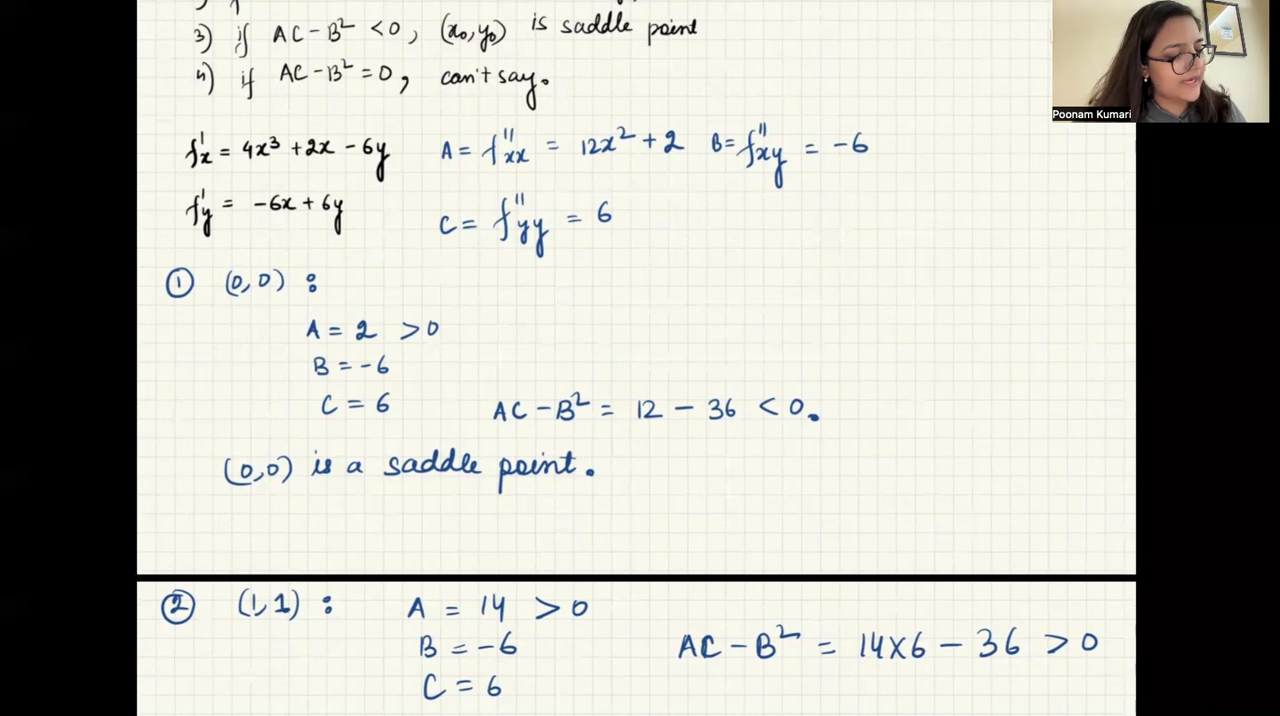 3) if AC - B² < 0, (x₀, y₀) is saddle point
4) if AC - B² = 0, can't say.
Poonam Kumari
f'x = 4x³ + 2x - 6y A = f''xx = 12x² + 2 B = f''xy = -6
f'y = -6x + 6y C = f''yy = 6
① (0, 0) :
A = 2 > 0
B = -6
C = 6 AC - B² = 12 - 36 < 0.
(0,0) is a saddle point.
② (1, 1) : A = 14 > 0
B = -6 AC - B² = 14 x 6 - 36 > 0
C = 6